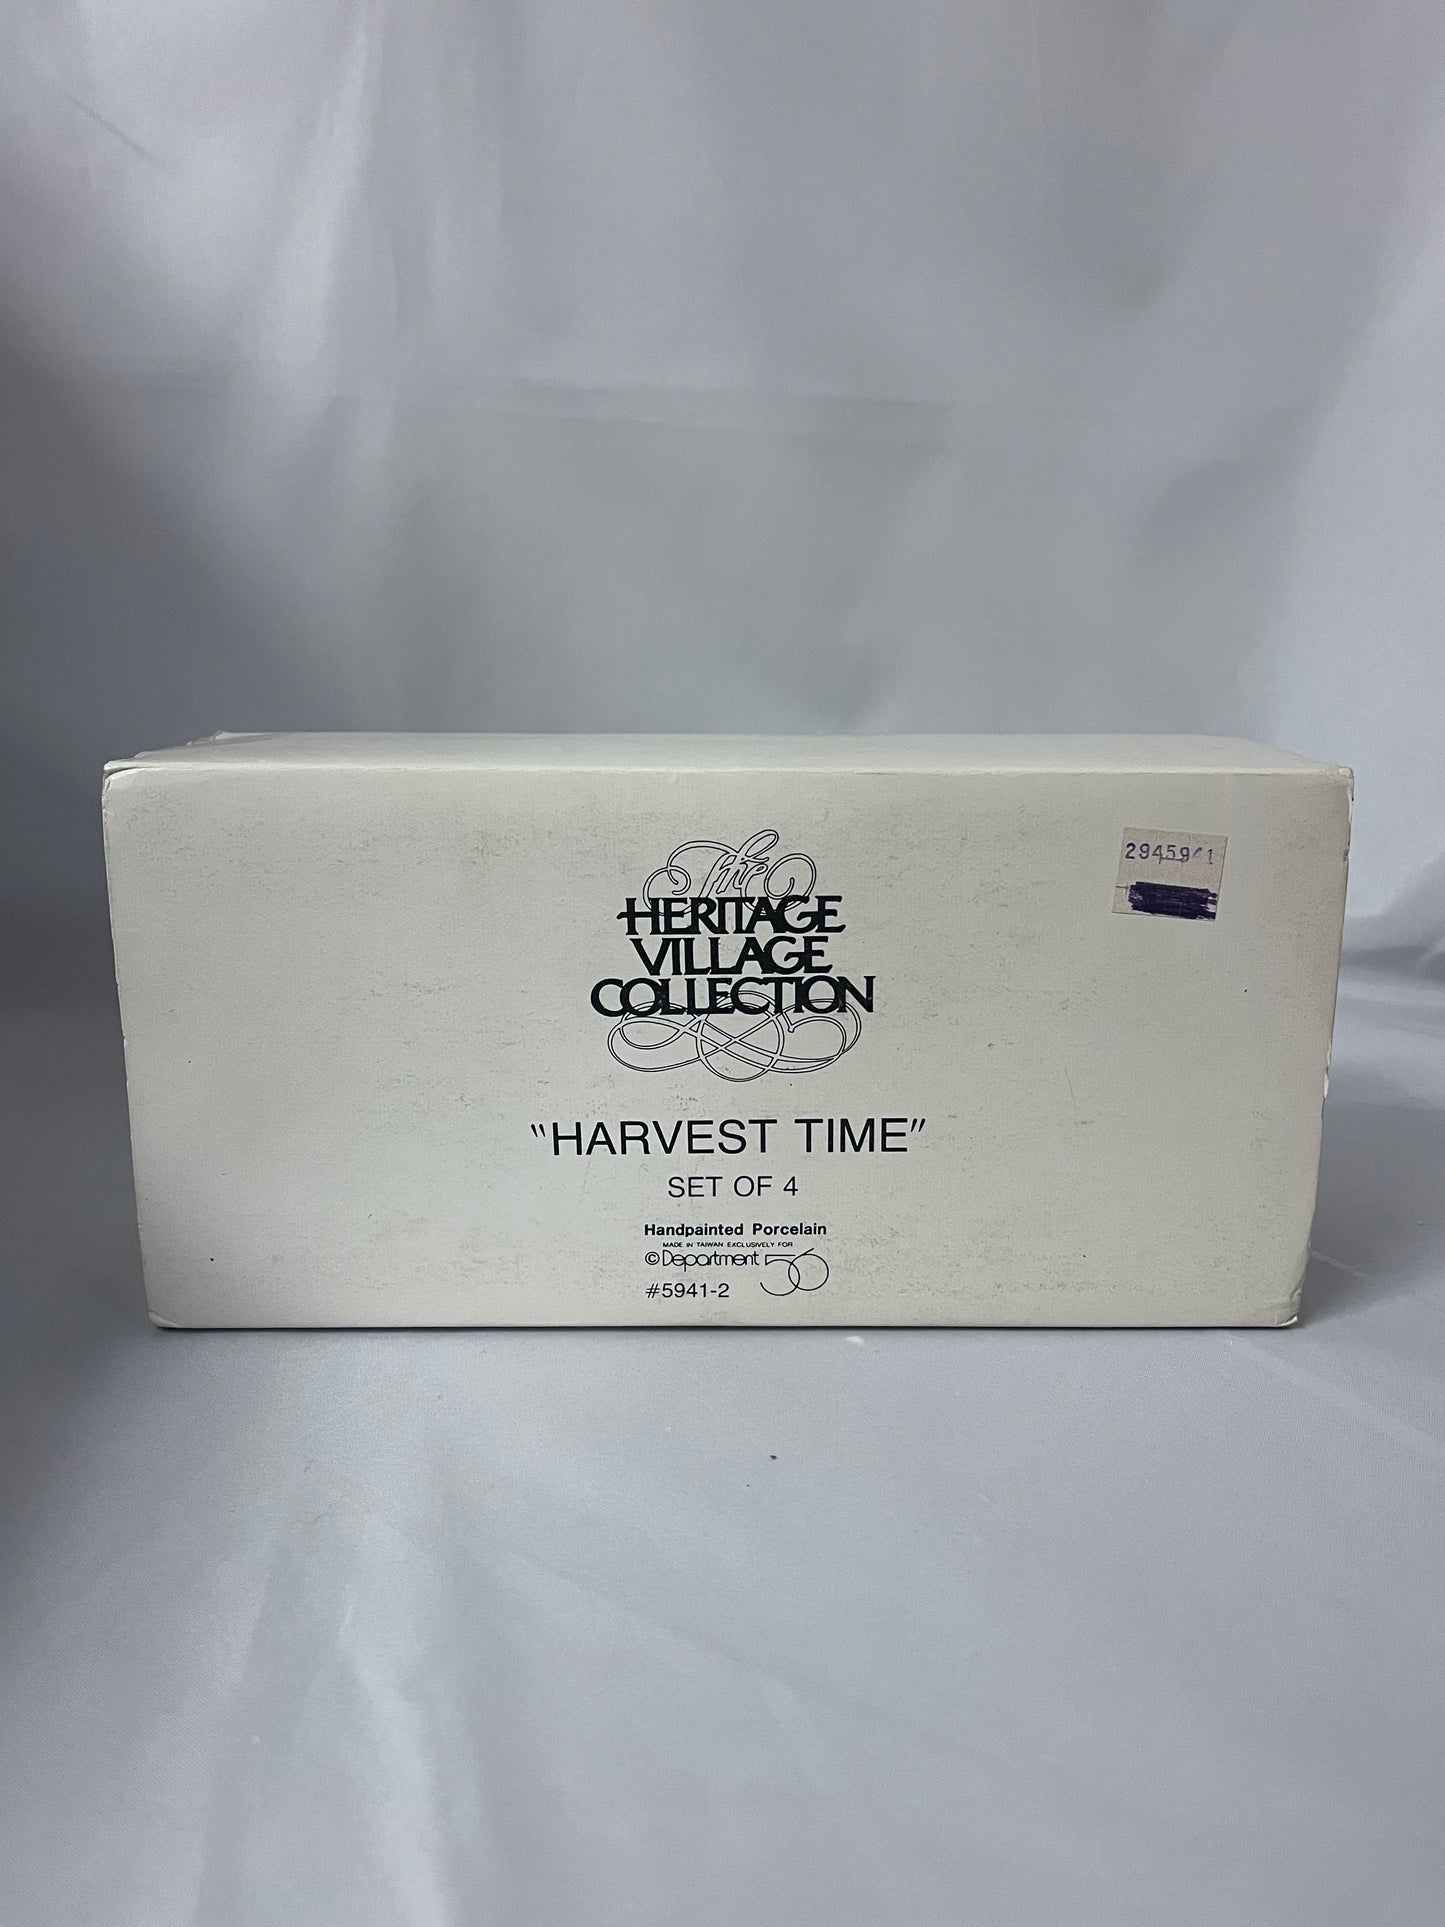 The
HERITAGE
VILLAGE
COLLECTION
2945941
"HARVEST TIME"
SET OF 4
Handpainted Porcelain
MADE IN TAIWAN EXCLUSIVELY FOR
©Department 56
#5941-2